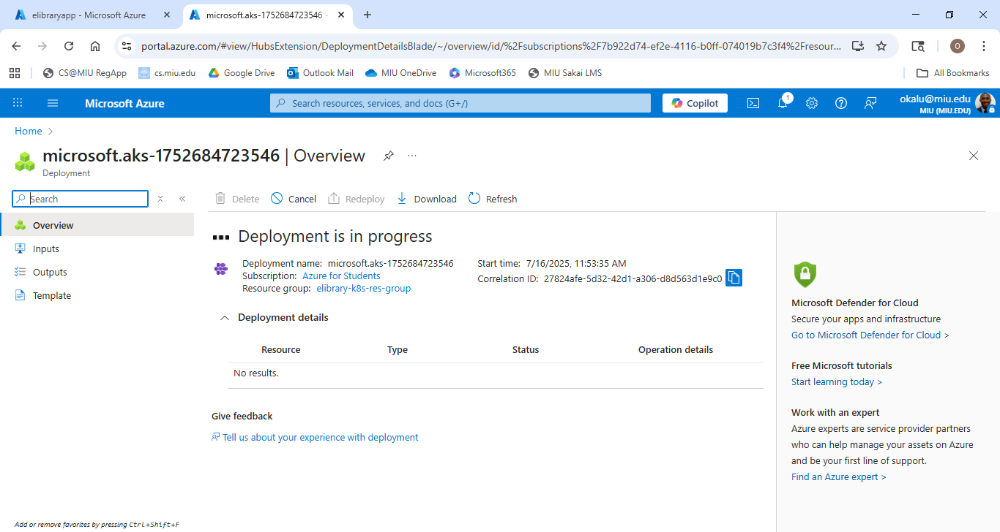 elibraryapp - Microsoft Azure
microsoft.aks-1752684723546 -
portal.azure.com/#view/HubsExtension/DeploymentDetailsBlade/~/overview/id/%2Fsubscriptions%2F7b922d74-ef2e-4116-b0ff-074019b7c3f4%2Fresour...
O
CS@MIU RegApp
cs.miu.edu
Google Drive
Outlook Mail
MIU OneDrive
Microsoft365
MIU Sakai LMS
All Bookmarks
Microsoft Azure
Search resources, services, and docs (G+/)
Copilot
1
okalu@miu.edu
MIU (MIU.EDU)
Home >
microsoft.aks-1752684723546 | Overview
...
Deployment
Search
Delete
Cancel
Redeploy
Download
Refresh
Overview
Inputs
Outputs
Template
Deployment is in progress
Deployment name: microsoft.aks-1752684723546
Subscription: Azure for Students
Resource group: elibrary-k8s-res-group
Start time: 7/16/2025, 11:53:35 AM
Correlation ID: 27824afe-5d32-42d1-a306-d8d563d1e9c0
Deployment details
Resource Type Status Operation details
No results.
Give feedback
Tell us about your experience with deployment
Microsoft Defender for Cloud
Secure your apps and infrastructure
Go to Microsoft Defender for Cloud >
Free Microsoft tutorials
Start learning today >
Work with an expert
Azure experts are service provider partners
who can help manage your assets on Azure
and be your first line of support.
Find an Azure expert >
Add or remove favorites by pressing Ctrl+Shift+F